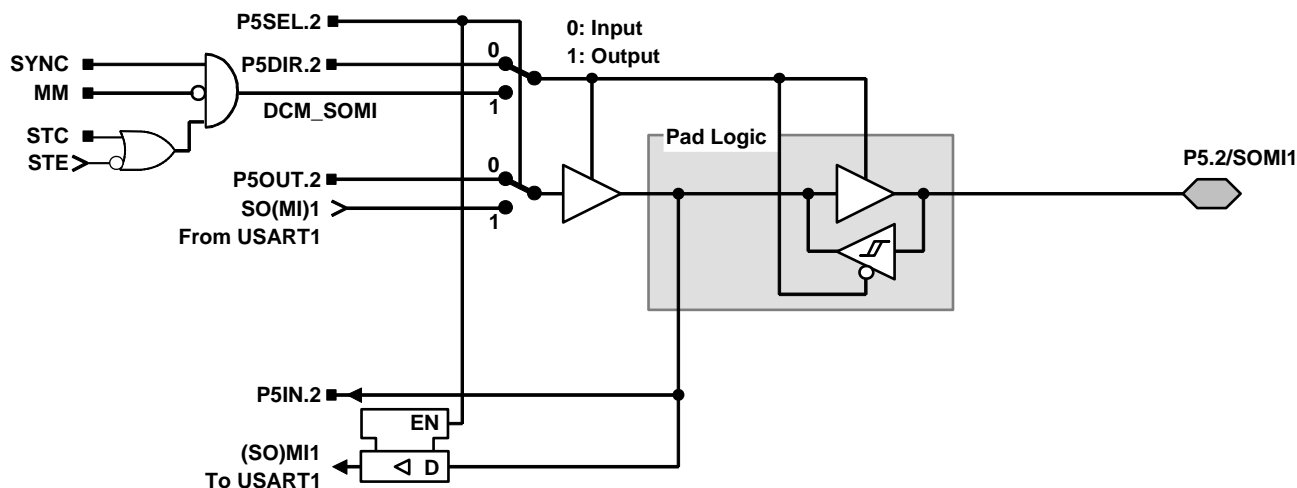 P5SEL.2
0: Input
1: Output
SYNC
P5DIR.2
0
MM
1
DCM_SOMI
STC
STE
Pad Logic
P5.2/SOMI1
P5OUT.2
0
SO(MI)1
1
From USART1
P5IN.2
EN
(SO)MI1
D
To USART1